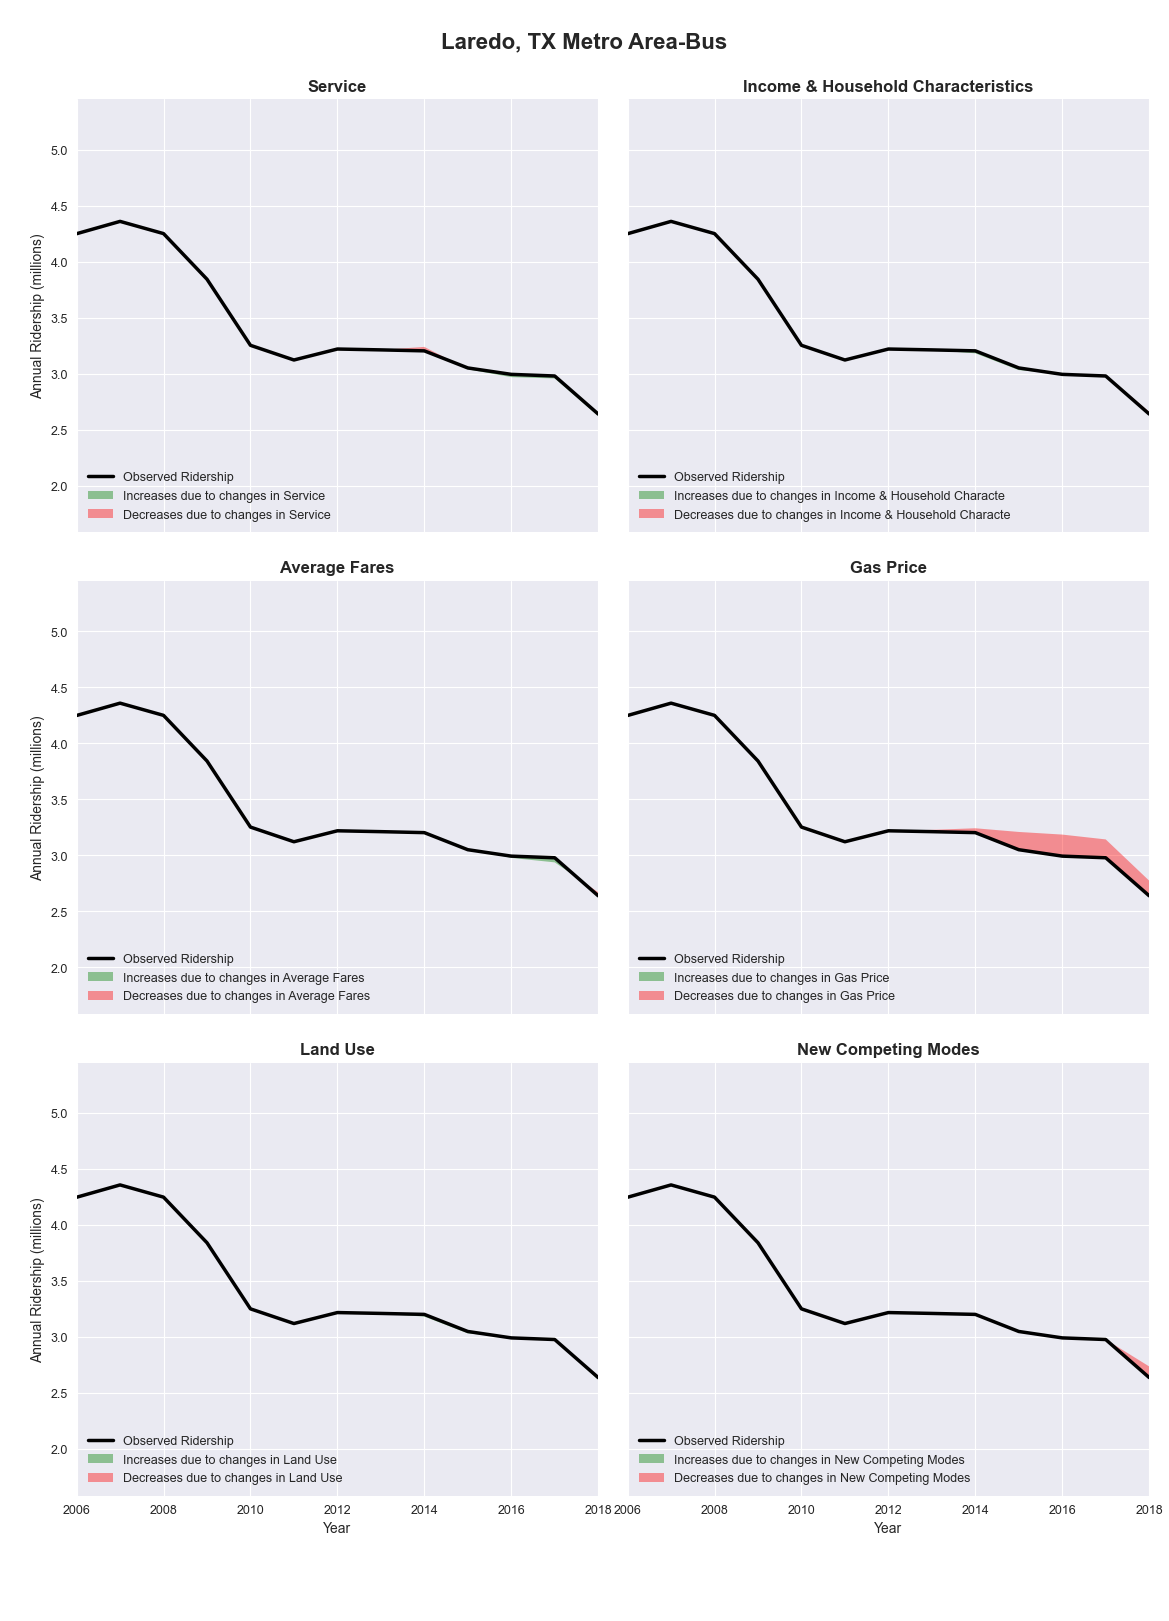 Laredo, TX Metro Area-Bus
Service
Annual Ridership (millions)
5.0
4.5
4.0
3.5
3.0
2.5
2.0
Observed Ridership
Increases due to changes in Service
Decreases due to changes in Service
Income & Household Characteristics
Observed Ridership
Increases due to changes in Income & Household Characte
Decreases due to changes in Income & Household Characte
Average Fares
Annual Ridership (millions)
5.0
4.5
4.0
3.5
3.0
2.5
2.0
Observed Ridership
Increases due to changes in Average Fares
Decreases due to changes in Average Fares
Gas Price
Observed Ridership
Increases due to changes in Gas Price
Decreases due to changes in Gas Price
Land Use
Annual Ridership (millions)
5.0
4.5
4.0
3.5
3.0
2.5
2.0
Observed Ridership
Increases due to changes in Land Use
Decreases due to changes in Land Use
2006 2008 2010 2012 2014 2016 2018
Year
New Competing Modes
Observed Ridership
Increases due to changes in New Competing Modes
Decreases due to changes in New Competing Modes
2006 2008 2010 2012 2014 2016 2018
Year